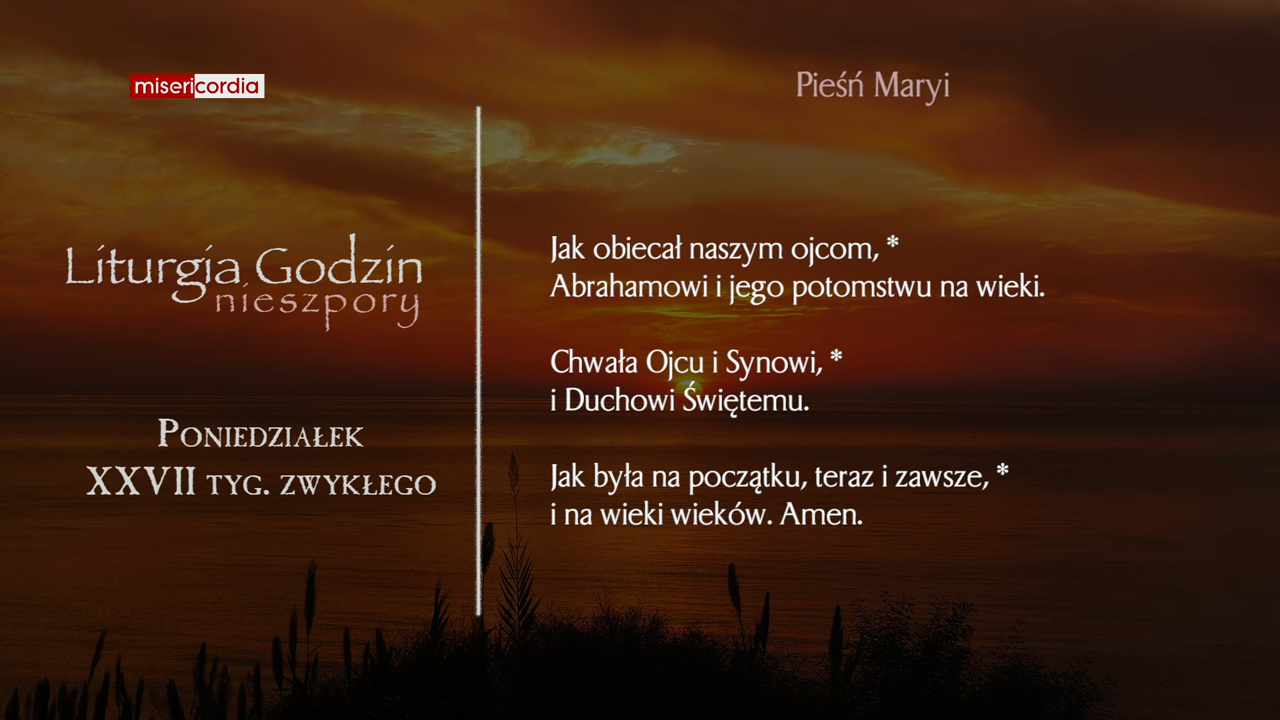 misericordia
Liturgia Godzin
nieszpory
Poniedziałek
XXVII tyg. zwykłego
Pieśń Maryi
Jak obiecał naszym ojcom, *
Abrahamowi i jego potomstwu na wieki.
Chwała Ojcu i Synowi, *
i Duchowi Świętemu.
Jak była na początku, teraz i zawsze, *
i na wieki wieków. Amen.